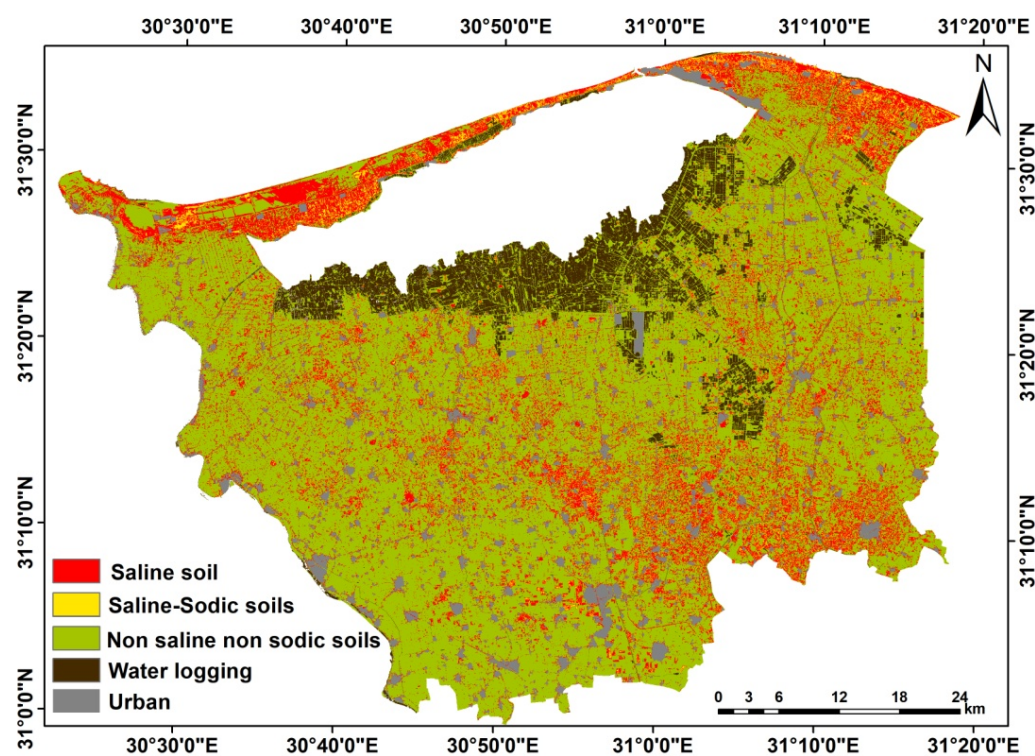 30°30'0"E 30°40'0"E 30°50'0"E 31°0'0"E 31°10'0"E 31°20'0"E
N
31°30'0"N 31°30'0"N
31°20'0"N 31°20'0"N
31°10'0"N 31°10'0"N
31°0'0"N 31°0'0"N
Saline soil
Saline-Sodic soils
Non saline non sodic soils
Water logging
Urban
0 3 6 12 18 24
km
30°30'0"E 30°40'0"E 30°50'0"E 31°0'0"E 31°10'0"E 31°20'0"E